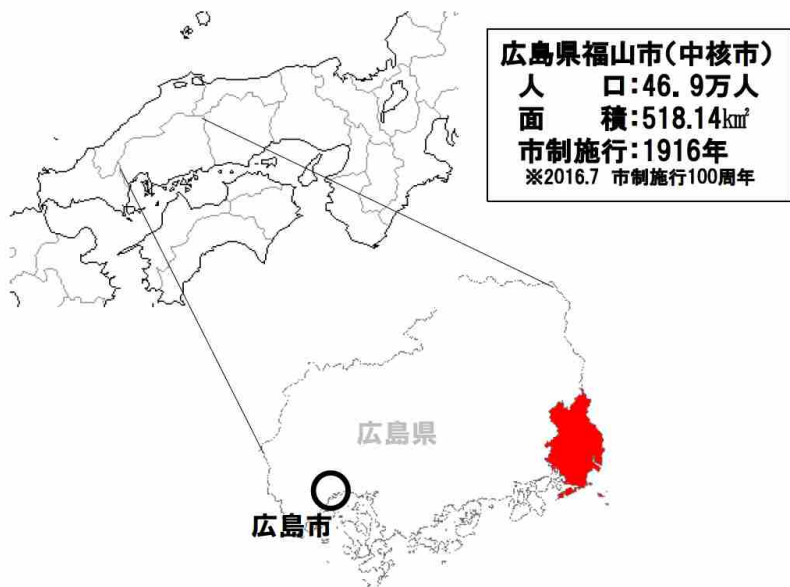 広島県福山市(中核市)
人　　口:46.9万人
面　　積:518.14㎢
市制施行:1916年
※2016.7 市制施行100周年
広島県
広島市